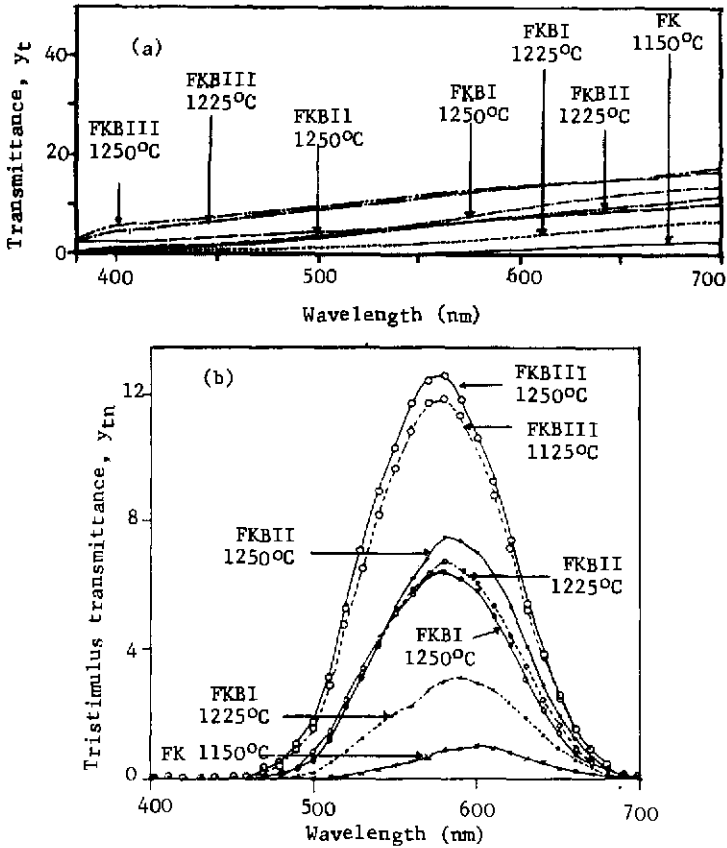 (a)
40
20
0
Transmittance, yt
FKBIII
1250°C
FKBIII
1225°C
FKBII
1250°C
FKBI
1250°C
FKBI
1225°C
FKBII
1225°C
FK
1150°C
400
500
600
700
Wavelength (nm)
(b)
12
8
4
0
Tristimulus transmittance, ytn
FKBIII
1250°C
FKBIII
1125°C
FKBII
1250°C
FKBII
1225°C
FKBI
1250°C
FKBI
1225°C
FK 1150°C
400
500
600
700
Wavelength (nm)